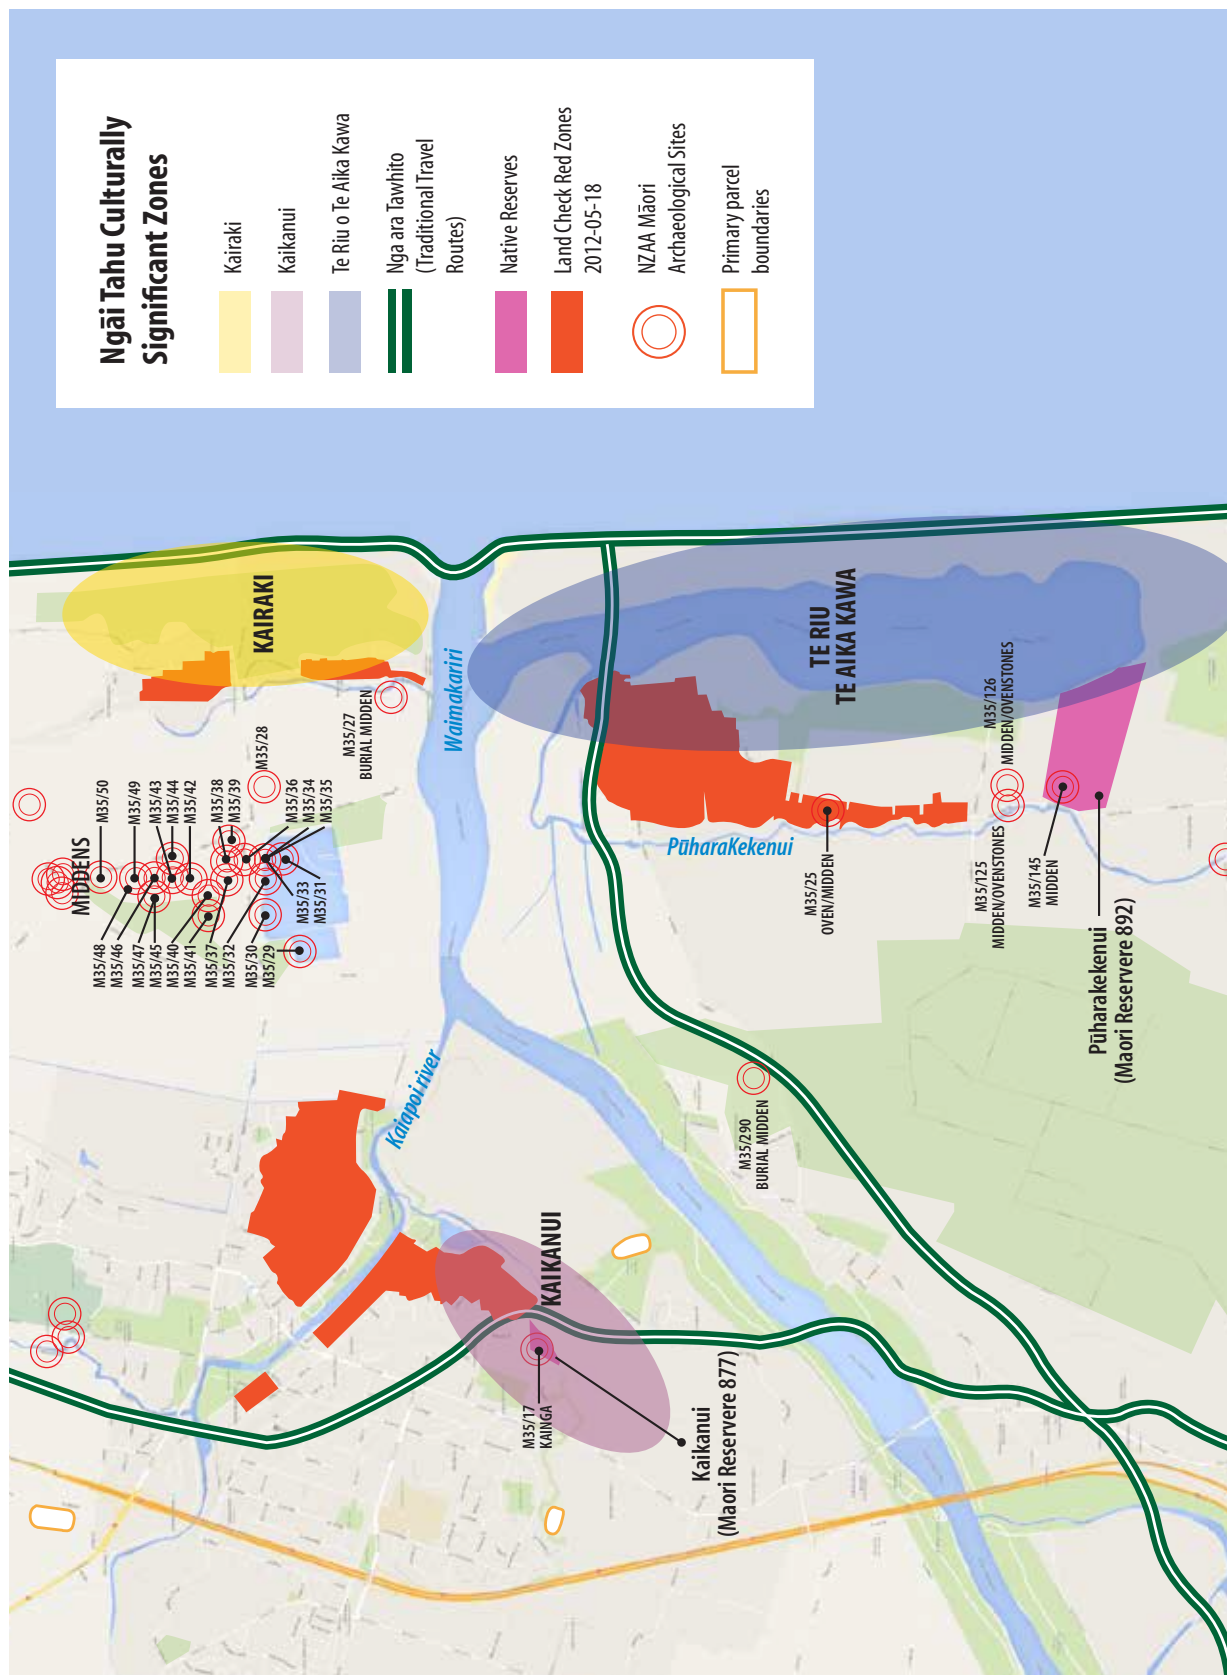 Ngāi Tahu Culturally
Significant Zones
Kairaki
Kaikanui
Te Riu o Te Aika Kawa
Nga ara Tawhito
(Traditional Travel
Routes)
Native Reserves
Land Check Red Zones
2012-05-18
NZAA Māori
Archaeological Sites
Primary parcel
boundaries
KAIRAKI
M35/27
BURIAL MIDDEN
M35/28
MIDDENS
M35/50
M35/49
M35/43
M35/44
M35/42
M35/38
M35/39
M35/36
M35/34
M35/35
M35/33
M35/31
M35/48
M35/46
M35/47
M35/45
M35/40
M35/41
M35/37
M35/32
M35/30
M35/29
Waimakariri
Kaiapoi river
TE RIU
TE AIKA KAWA
PūharaKekenui
M35/25
OVEN/MIDDEN
M35/126
MIDDEN/OVENSTONES
M35/125
MIDDEN/OVENSTONES
M35/145
MIDDEN
Pūharakekenui
(Maori Reservere 892)
M35/290
BURIAL MIDDEN
KAIKANUI
M35/17
KAINGA
Kaikanui
(Maori Reservere 877)